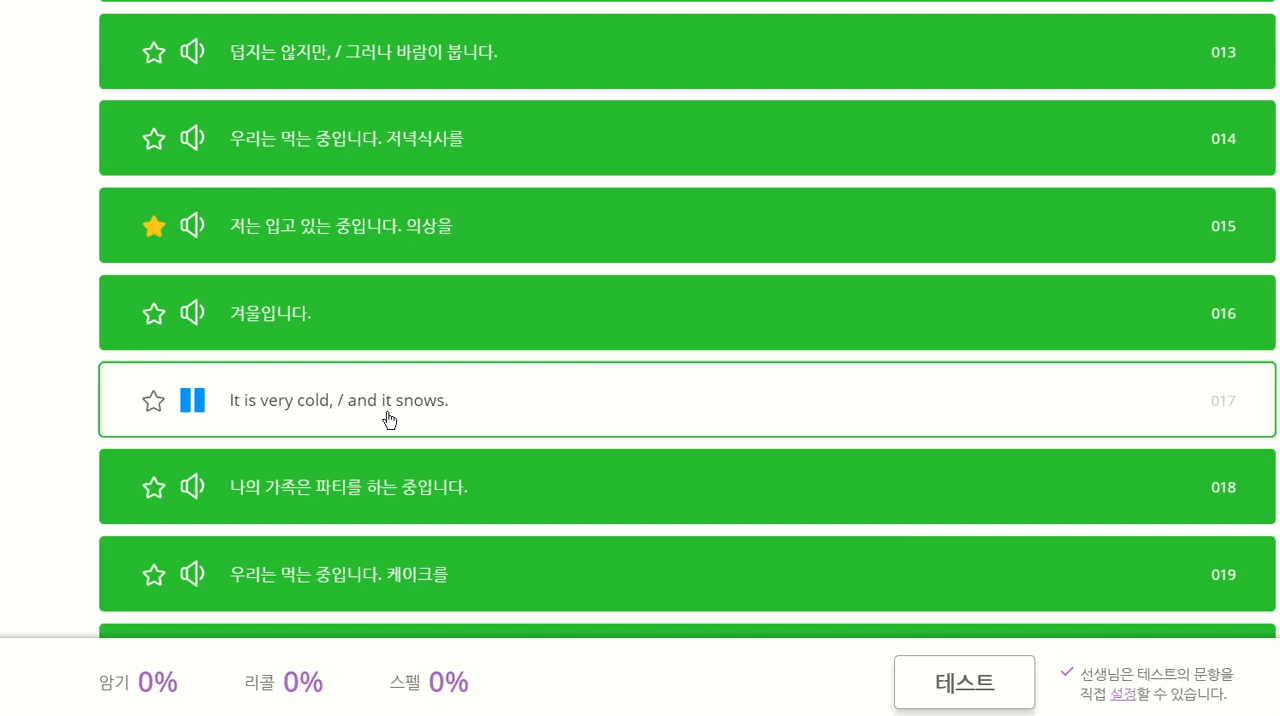 덥지는 않지만, / 그러나 바람이 붑니다. 013
우리는 먹는 중입니다. 저녁식사를 014
저는 입고 있는 중입니다. 의상을 015
겨울입니다. 016
It is very cold, / and it snows. 017
나의 가족은 파티를 하는 중입니다. 018
우리는 먹는 중입니다. 케이크를 019
암기 0% 리콜 0% 스펠 0% 테스트
선생님은 테스트의 문항을
직접 설정할 수 있습니다.